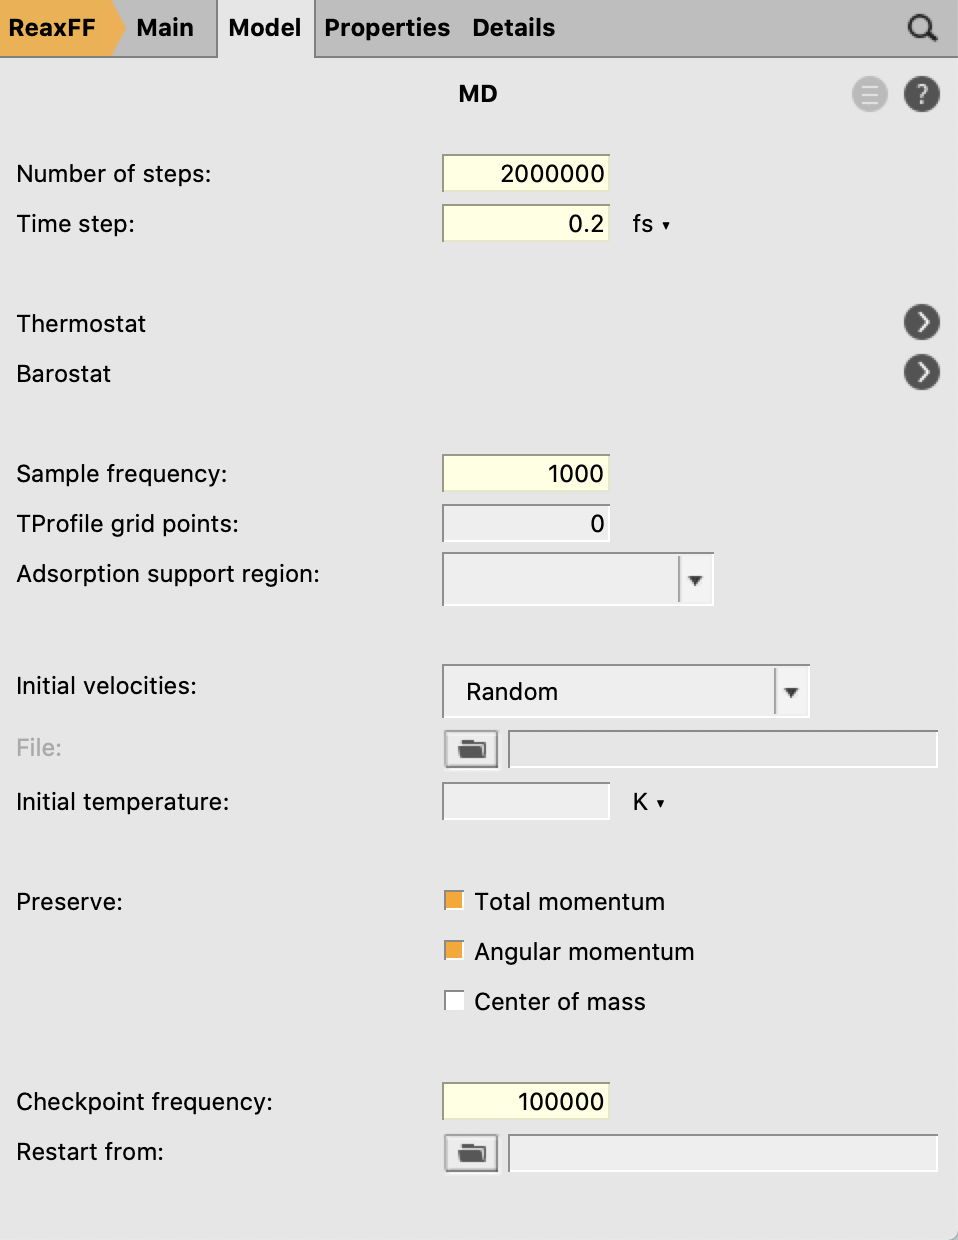 ReaxFF Main Model Properties Details
MD
?
Number of steps: 2000000
Time step: 0.2 fs
Thermostat
Barostat
Sample frequency: 1000
TProfile grid points: 0
Adsorption support region:
Initial velocities: Random
File:
Initial temperature: K
Preserve: Total momentum
Angular momentum
Center of mass
Checkpoint frequency: 100000
Restart from: